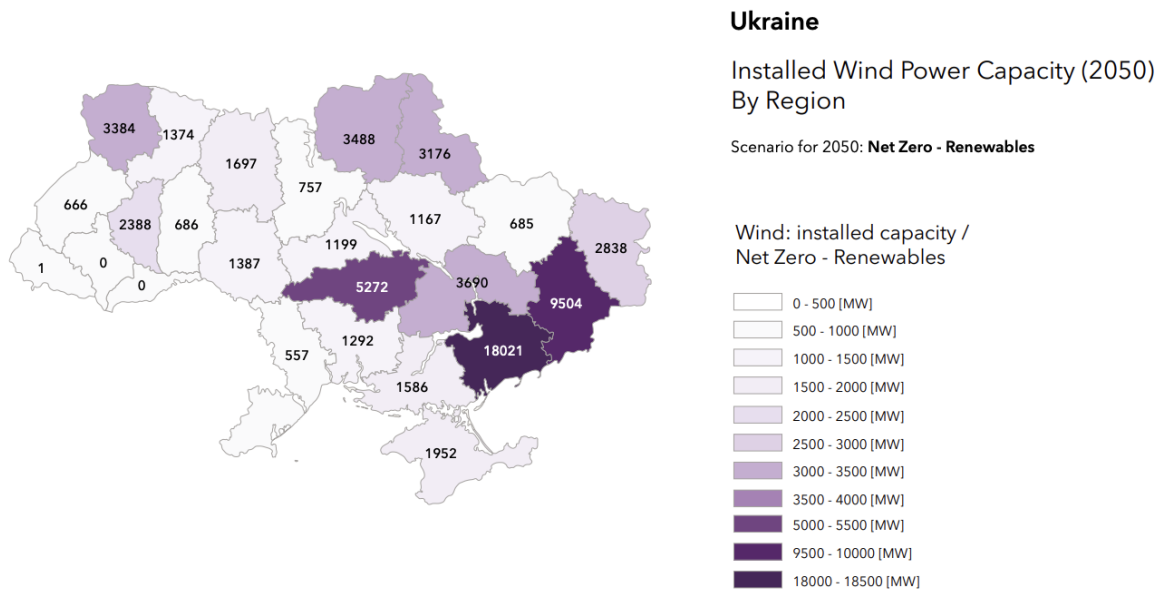 Ukraine
Installed Wind Power Capacity (2050)
By Region
Scenario for 2050: Net Zero - Renewables
Wind: installed capacity /
Net Zero - Renewables
0 - 500 [MW]
500 - 1000 [MW]
1000 - 1500 [MW]
1500 - 2000 [MW]
2000 - 2500 [MW]
2500 - 3000 [MW]
3000 - 3500 [MW]
3500 - 4000 [MW]
5000 - 5500 [MW]
9500 - 10000 [MW]
18000 - 18500 [MW]
3384
1374
3488
3176
1697
757
666
2388
686
1167
685
2838
1199
1
0
1387
0
5272
3690
9504
557
1292
18021
1586
1952